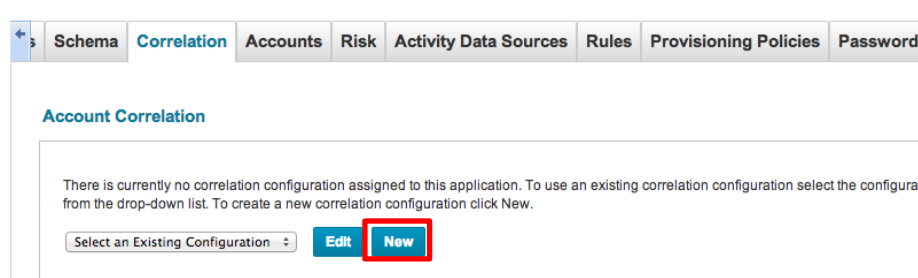 s Schema Correlation Accounts Risk Activity Data Sources Rules Provisioning Policies Password
Account Correlation
There is currently no correlation configuration assigned to this application. To use an existing correlation configuration select the configura
from the drop-down list. To create a new correlation configuration click New.
Select an Existing Configuration Edit New